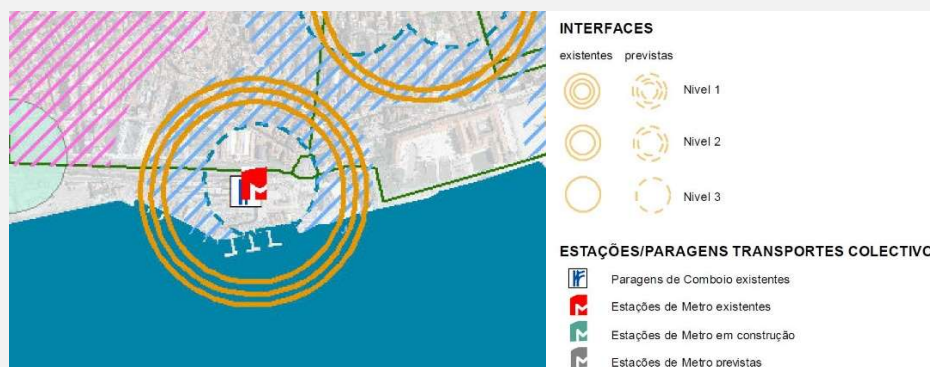 INTERFACES
existentes previstas
Nivel 1
Nivel 2
Nivel 3
ESTAÇÕES/PARAGENS TRANSPORTES COLECTIVO
Paragens de Comboio existentes
Estações de Metro existentes
Estações de Metro em construção
Estações de Metro previstas